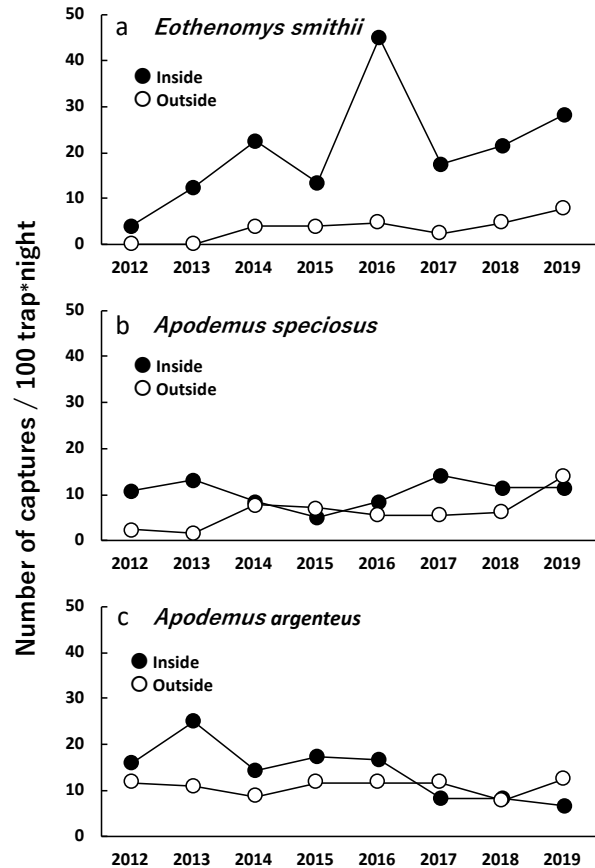 Number of captures / 100 trap*night
a Eothenomys smithii
Inside
Outside
50
40
30
20
10
0
2012 2013 2014 2015 2016 2017 2018 2019
b Apodemus speciosus
Inside
Outside
50
40
30
20
10
0
2012 2013 2014 2015 2016 2017 2018 2019
c Apodemus argenteus
Inside
Outside
50
40
30
20
10
0
2012 2013 2014 2015 2016 2017 2018 2019